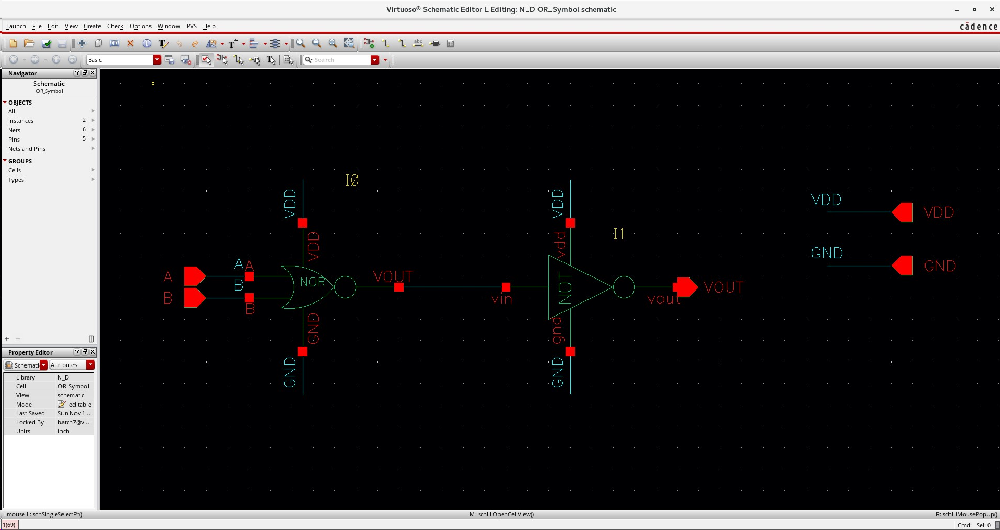 Virtuoso® Schematic Editor L Editing: N_D OR_Symbol schematic
Launch File Edit View Create Check Options Window PVS Help
cādence
abc
Basic
Search
Navigator
Schematic
OR_Symbol
OBJECTS
All
Instances 2
Nets 6
Pins 5
Nets and Pins
GROUPS
Cells
Types
Property Editor
Schemati Attributes
Library N_D
Cell OR_Symbol
View schematic
Mode editable
Last Saved Sun Nov 1...
Locked By batch7@vl...
Units inch
I0
VDD
VDD
A
A
A
B
B
B
NOR
GND
GND
VOUT
vin
VDD
vdd
I1
NOT
gnd
GND
vout
VOUT
VDD
VDD
GND
GND
mouse L: schSingleSelectPt() M: schHiOpenCellView() R: schHiMousePopUp()
1(69) Cmd: Sel: 0